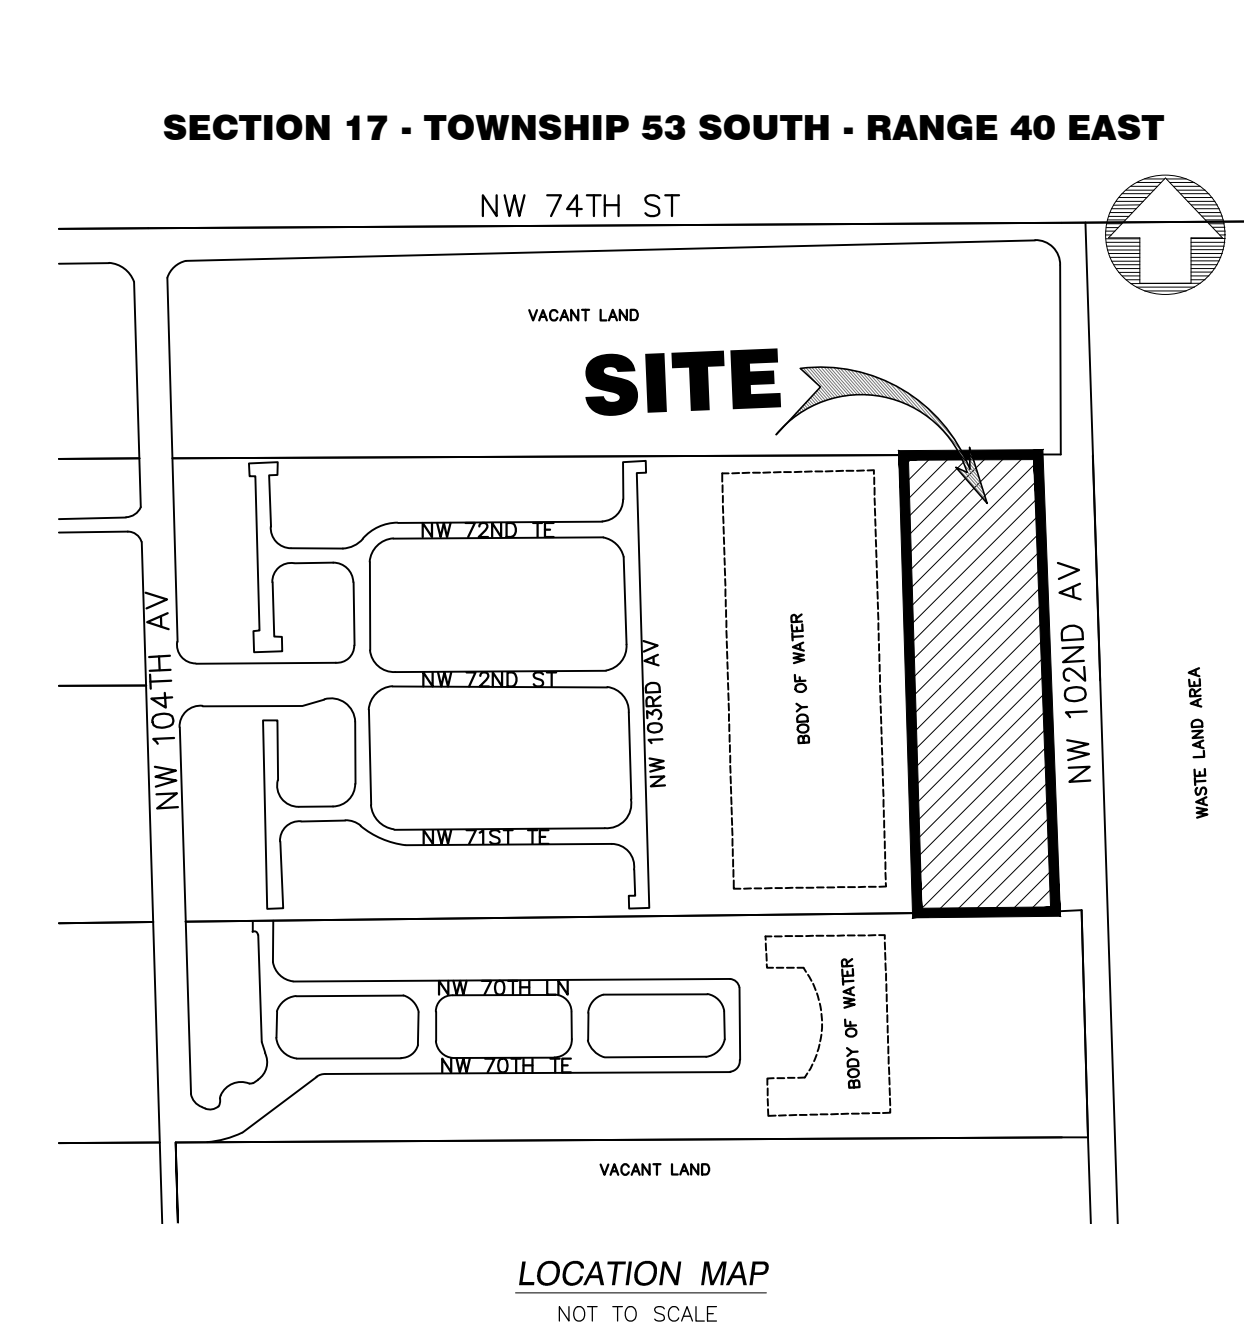 SECTION 17 - TOWNSHIP 53 SOUTH - RANGE 40 EAST
NW 74TH ST
VACANT LAND
SITE
NW 72ND TE
NW 104TH AV
NW 72ND ST
NW 103RD AV
BODY OF WATER
NW 102ND AV
WASTE LAND AREA
NW 71ST TE
NW 70TH LN
BODY OF WATER
NW 70TH TE
VACANT LAND
LOCATION MAP
NOT TO SCALE